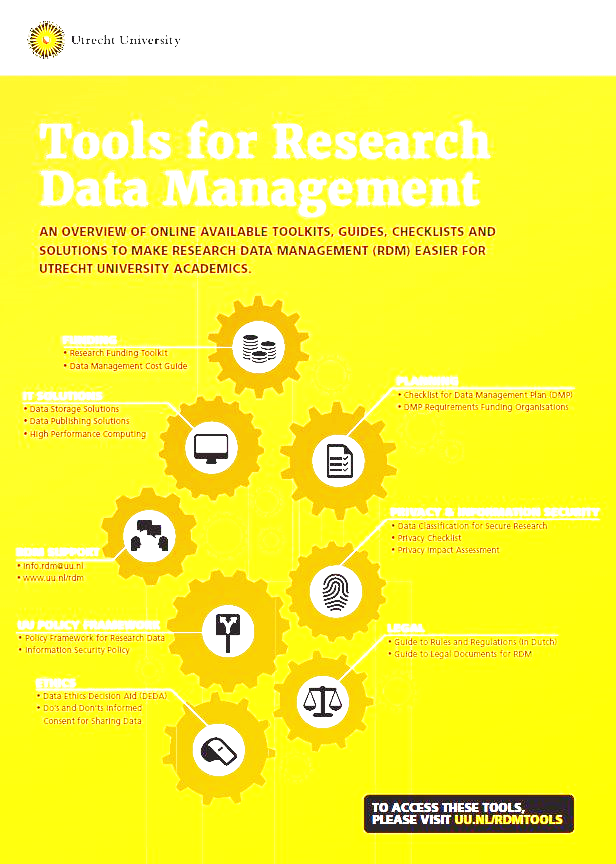 Utrecht University
Tools for Research
Data Management
AN OVERVIEW OF ONLINE AVAILABLE TOOLKITS, GUIDES, CHECKLISTS AND
SOLUTIONS TO MAKE RESEARCH DATA MANAGEMENT (RDM) EASIER FOR
UTRECHT UNIVERSITY ACADEMICS.
FUNDING
• Research Funding Toolkit
• Data Management Cost Guide
PLANNING
• Checklist for Data Management Plan (DMP)
• DMP Requirements Funding Organisations
IT SOLUTIONS
• Data Storage Solutions
• Data Publishing Solutions
• High Performance Computing
PRIVACY & INFORMATION SECURITY
• Data Classification for Secure Research
• Privacy Checklist
• Privacy Impact Assessment
RDM SUPPORT
• info.rdm@uu.nl
• www.uu.nl/rdm
UU POLICY FRAMEWORK
• Policy Framework for Research Data
• Information Security Policy
LEGAL
• Guide to Rules and Regulations (in Dutch)
• Guide to Legal Documents for RDM
ETHICS
• Data Ethics Decision Aid (DEDA)
• Do's and Don'ts Informed
Consent for Sharing Data
TO ACCESS THESE TOOLS,
PLEASE VISIT UU.NL/RDMTOOLS